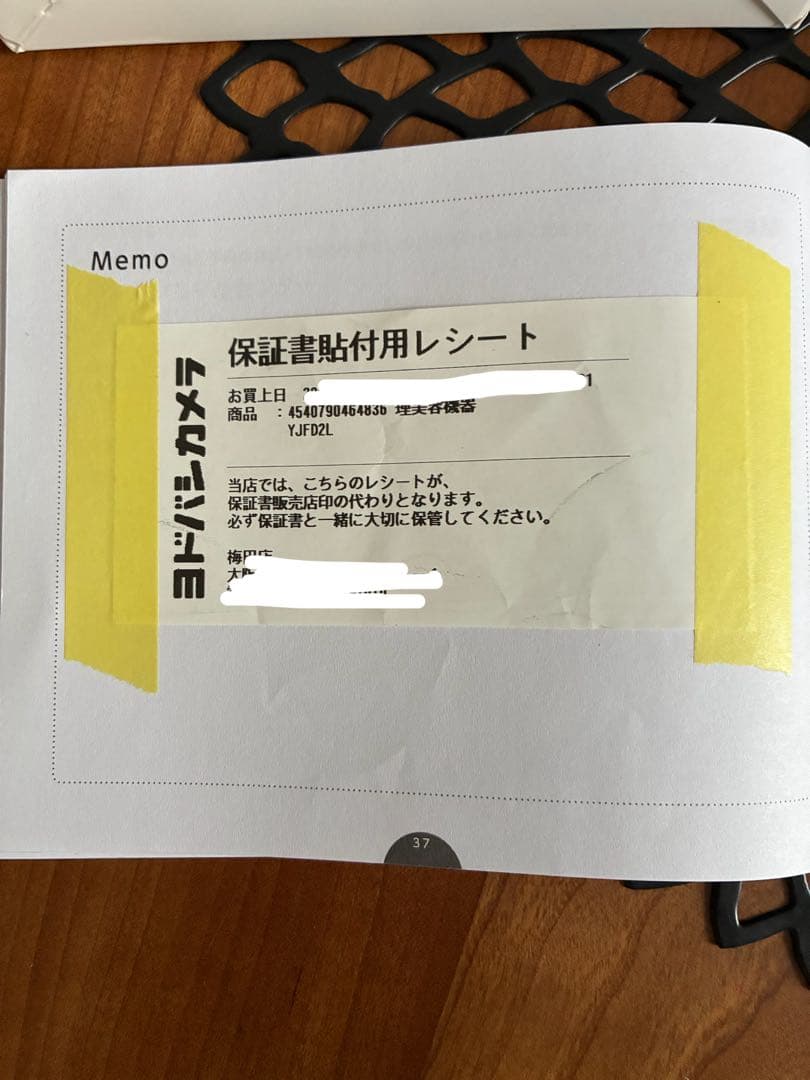 Memo
ヨドバシカメラ
保証書貼付用レシート
お買上日
商品 :4540790464836 理美容機器
YJFD2L
当店では、こちらのレシートが、
保証書販売店印の代わりとなります。
必ず保証書と一緒に大切に保管してください。
梅田店
37